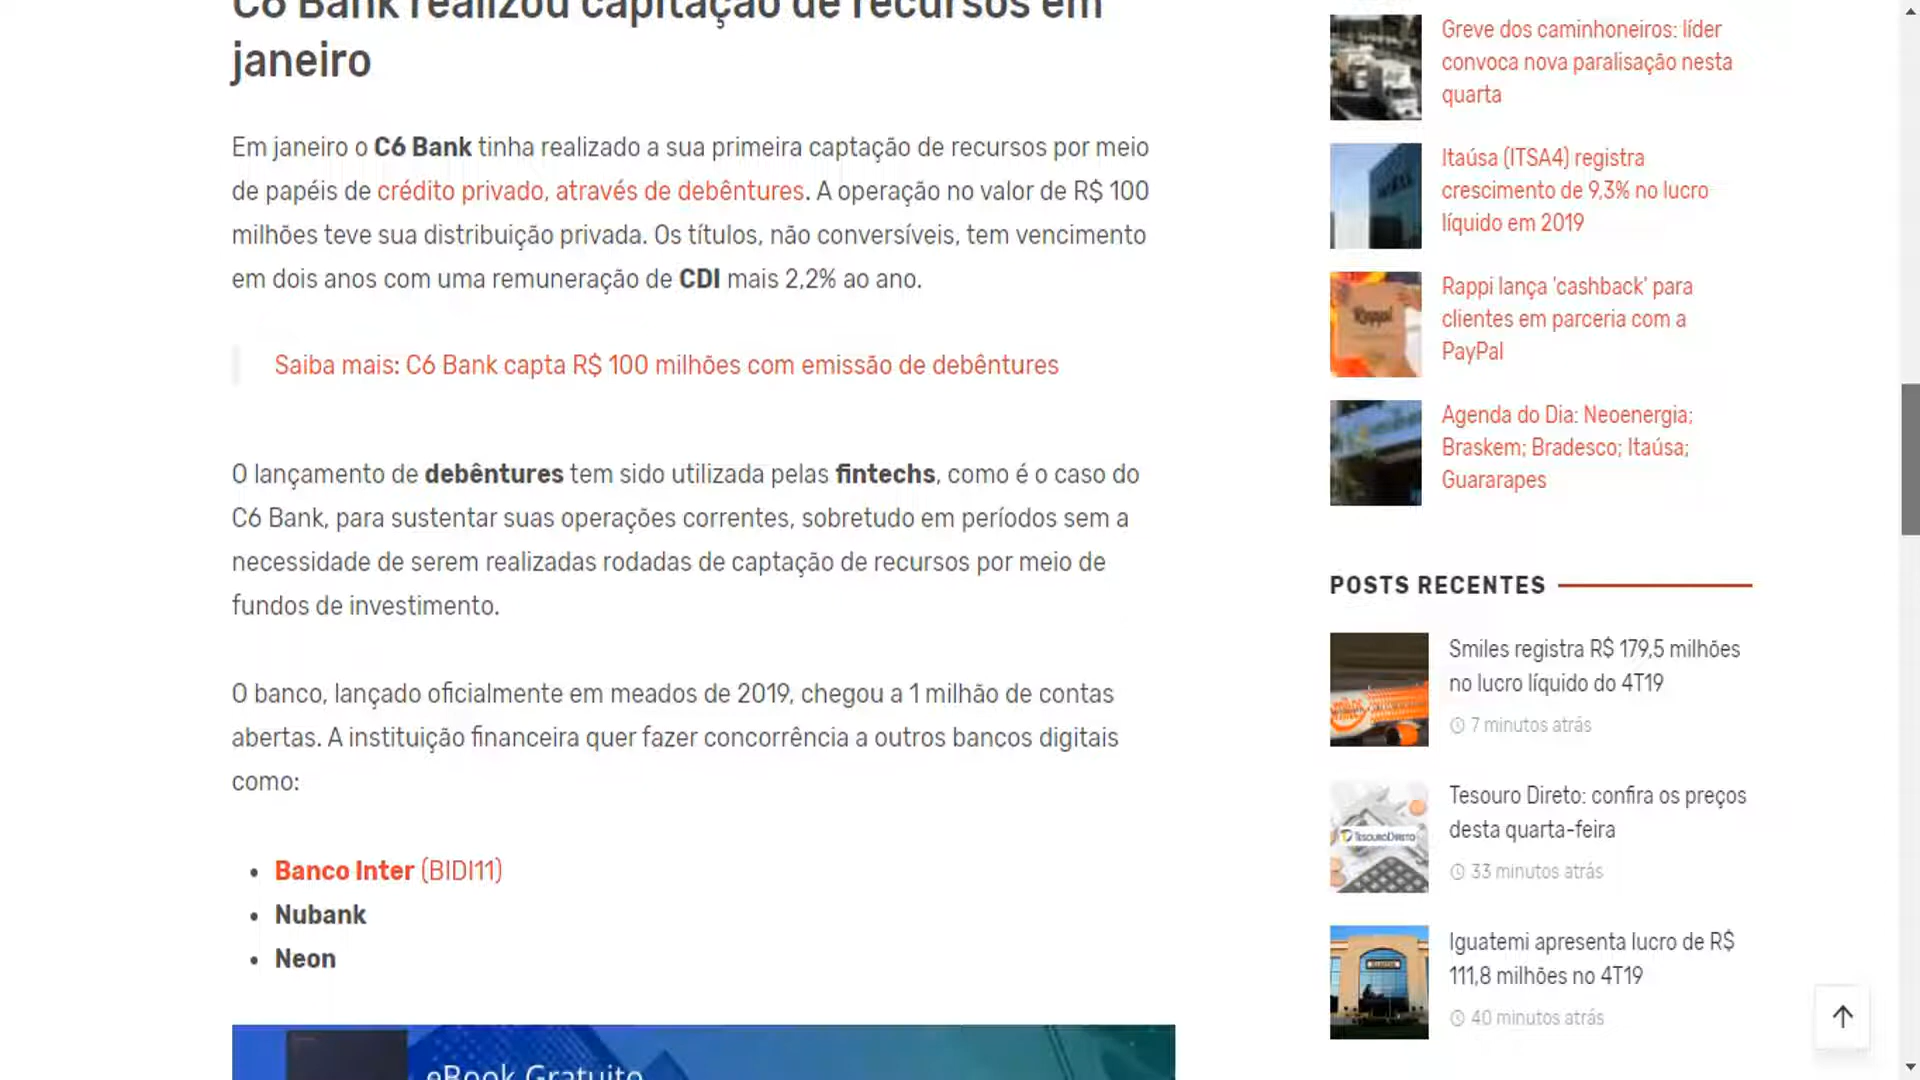 C6 Bank realizou capitação de recursos em
janeiro
Em janeiro o C6 Bank tinha realizado a sua primeira captação de recursos por meio
de papéis de crédito privado, através de debêntures. A operação no valor de R$ 100
milhões teve sua distribuição privada. Os títulos, não conversíveis, tem vencimento
em dois anos com uma remuneração de CDI mais 2,2% ao ano.
Saiba mais: C6 Bank capta R$ 100 milhões com emissão de debêntures
O lançamento de debêntures tem sido utilizada pelas fintechs, como é o caso do
C6 Bank, para sustentar suas operações correntes, sobretudo em períodos sem a
necessidade de serem realizadas rodadas de captação de recursos por meio de
fundos de investimento.
O banco, lançado oficialmente em meados de 2019, chegou a 1 milhão de contas
abertas. A instituição financeira quer fazer concorrência a outros bancos digitais
como:
• Banco Inter (BIDI11)
• Nubank
• Neon
eBook Gratuito
Greve dos caminhoneiros: líder
convoca nova paralisação nesta
quarta
Itaúsa (ITSA4) registra
crescimento de 9,3% no lucro
líquido em 2019
Rappi
Rappi lança 'cashback' para
clientes em parceria com a
PayPal
Agenda do Dia: Neoenergia;
Braskem; Bradesco; Itaúsa;
Guararapes
POSTS RECENTES
Smiles registra R$ 179,5 milhões
no lucro líquido do 4T19
7 minutos atrás
TESOURODIRETO
Tesouro Direto: confira os preços
desta quarta-feira
33 minutos atrás
Iguatemi apresenta lucro de R$
111,8 milhões no 4T19
40 minutos atrás